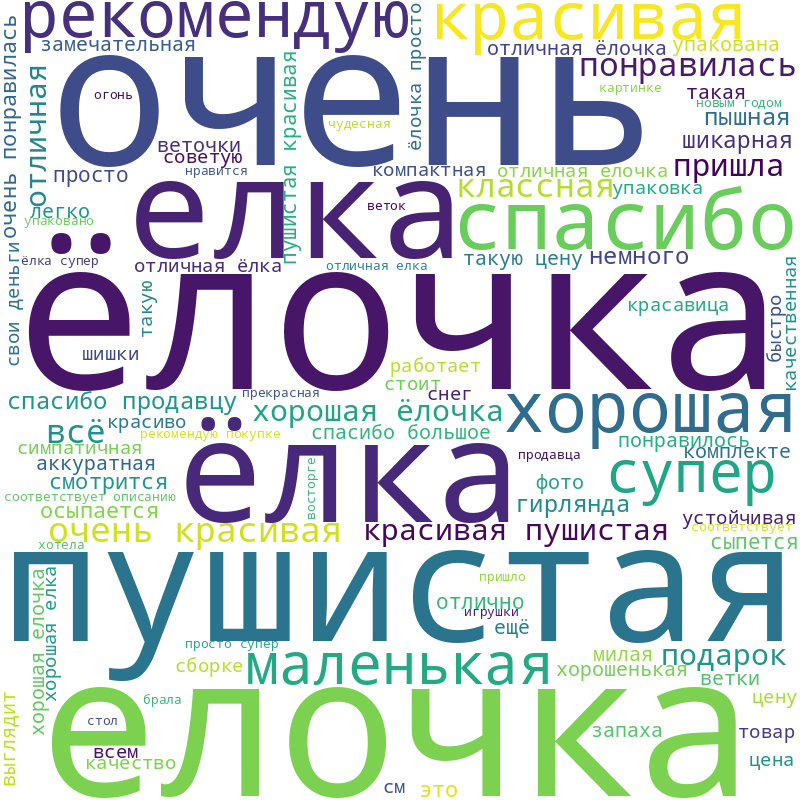 рекомендую
красивая
замечательная
очень
ёлочка просто
отличная ёлочка
упакована
понравилась
очень понравилась
отличная
огонь
пушистая красивая
чудесная
картинке
такая
новым годом
пышная
веточки
советую
шикарная
просто
нравится
компактная
отличная елочка
пришла
елка
классная
упаковка
легко
упаковано
веток
спасибо
ёлка супер
отличная ёлка
отличная елка
такую цену
немного
свои деньги
такую
ёлочка
красавица
быстро
качественная
шишки
работает
стоит
снег
прекрасная
спасибо продавцу
красиво
хорошая ёлочка
хорошая
всё
рекомендую покупке
спасибо большое
понравилось
симпатичная
ёлка
продавца
комплекте
аккуратная
смотрится
восторге
супер
фото
соответствует описанию
осыпается
гирлянда
устойчивая
очень красивая
красивая пушистая
соответствует
сыпется
хотела
пушистая
хорошая елочка
хорошая елка
пришло
отлично
игрушки
ещё
просто супер
сборке
маленькая
милая
подарок
хорошенькая
ветки
выглядит
елочка
брала
цену
стол
запаха
товар
всем
качество
цена
см
это